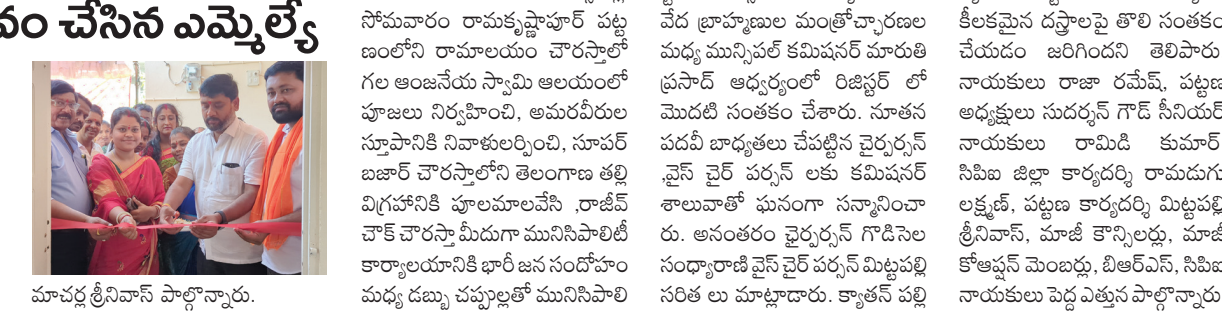 వం చేసిన ఎమ్మెల్యే
మాచర్ల శ్రీనివాస్ పాల్గొన్నారు.
సోమవారం రామకృష్ణాపూర్ పట్ట
ణంలోని రామాలయం చౌరస్తాలో
గల ఆంజనేయ స్వామి ఆలయంలో
పూజలు నిర్వహించి, అమరవీరుల
స్తూపానికి నివాళులర్పించి, సూపర్
బజార్ చౌరస్తాలోని తెలంగాణ తల్లి
విగ్రహానికి పూలమాలవేసి ,రాజీవ్
చౌక్ చౌరస్తా మీదుగా మునిసిపాలిటీ
కార్యాలయానికి భారీ జన సందోహం
మధ్య డబ్బు చప్పుల్లతో మునిసిపాలి
వేద బ్రాహ్మణుల మంత్రోచ్ఛారణల
మధ్య మున్సిపల్ కమిషనర్ మారుతి
ప్రసాద్ ఆధ్వర్యంలో రిజిస్టర్ లో
మొదటి సంతకం చేశారు. నూతన
పదవీ బాధ్యతలు చేపట్టిన చైర్పర్సన్
,వైస్ చైర్ పర్సన్ లకు కమిషనర్
శాలువాతో ఘనంగా సన్మానించా
రు. అనంతరం ఛైర్పర్సన్ గొడిసెల
సంధ్యారాణి వైస్ చైర్ పర్సన్ మిట్టపల్లి
సరిత లు మాట్లాడారు. క్యాతన్ పల్లి
కీలకమైన దస్త్రాలపై తొలి సంతకం
చేయడం జరిగిందని తెలిపారు
నాయకులు రాజా రమేష్, పట్టణ
అధ్యక్షులు సుదర్శన్ గౌడ్ సీనియర్
నాయకులు రామిడి కుమార్
సిపిఐ జిల్లా కార్యదర్శి రామడుగు
లక్ష్మణ్, పట్టణ కార్యదర్శి మిట్టపల్లి
శ్రీనివాస్, మాజీ కౌన్సిలర్లు, మాజీ
కోఆప్షన్ మెంబర్లు, బిఆర్ఎస్, సిపిఐ
నాయకులు పెద్ద ఎత్తున పాల్గొన్నారు